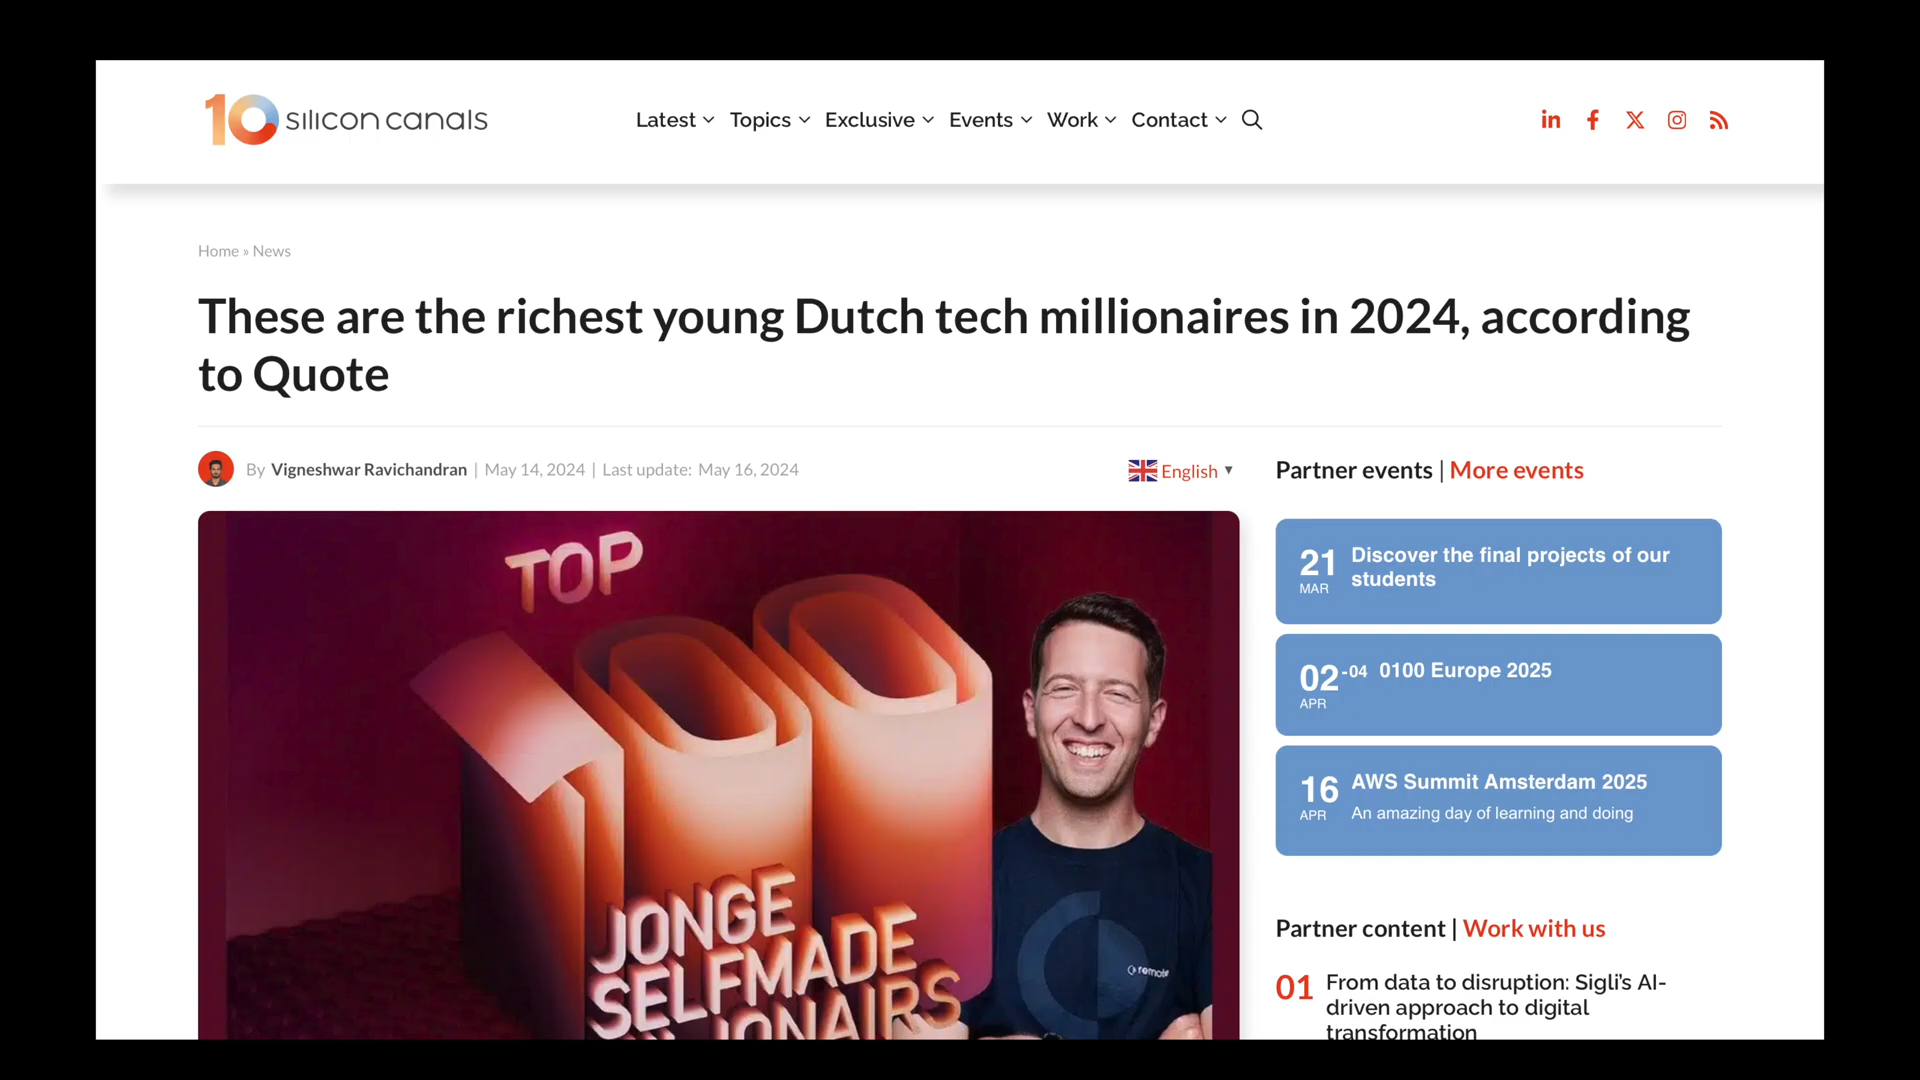 10 silicon canals
Latest Topics Exclusive Events Work Contact
Home » News
These are the richest young Dutch tech millionaires in 2024, according
to Quote
By Vigneshwar Ravichandran | May 14, 2024 | Last update: May 16, 2024
English
TOP
100
JONGE
SELFMADE
remote
Partner events | More events
21
MAR
Discover the final projects of our
students
02-04
APR
0100 Europe 2025
16
APR
AWS Summit Amsterdam 2025
An amazing day of learning and doing
Partner content | Work with us
01
From data to disruption: Sigli's AI-
driven approach to digital
transformation